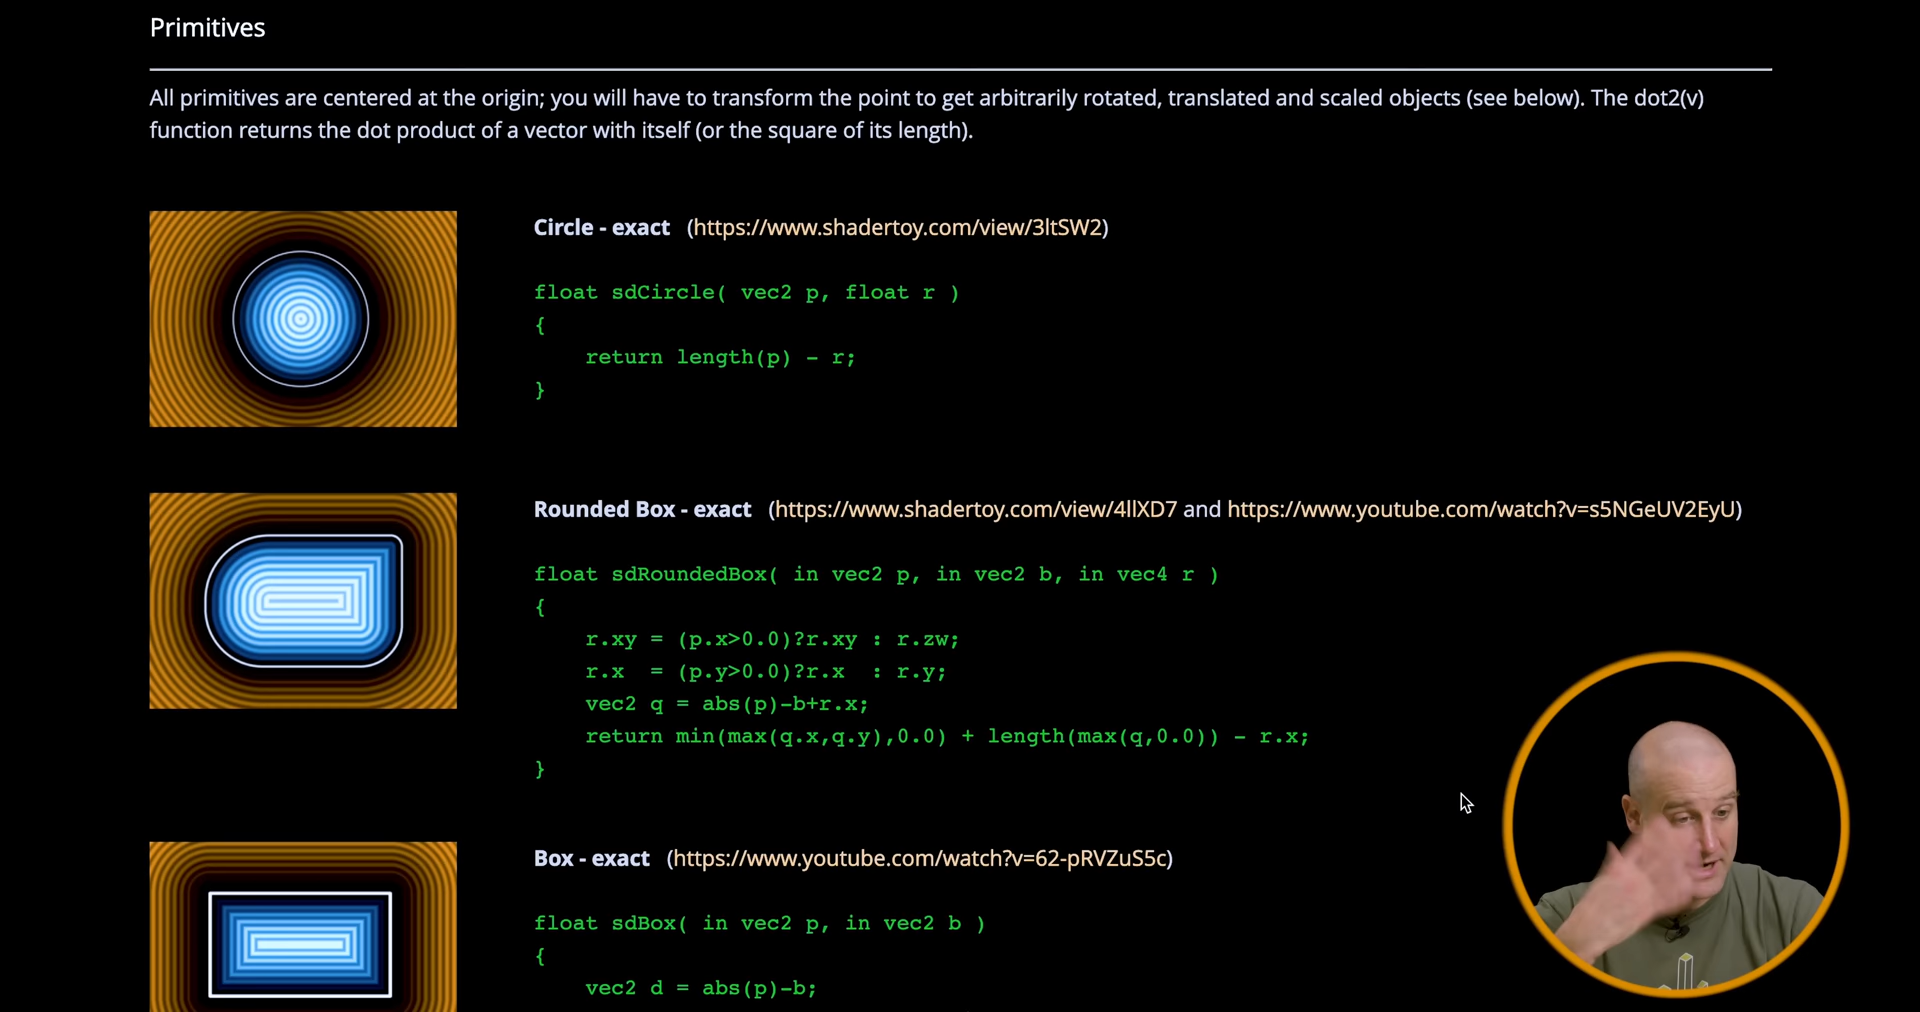 Primitives
All primitives are centered at the origin; you will have to transform the point to get arbitrarily rotated, translated and scaled objects (see below). The dot2(v)
function returns the dot product of a vector with itself (or the square of its length).
Circle - exact (https://www.shadertoy.com/view/3ltSW2)
float sdCircle( vec2 p, float r )
{
    return length(p) - r;
}
Rounded Box - exact (https://www.shadertoy.com/view/4llXD7 and https://www.youtube.com/watch?v=s5NGeUV2EyU)
float sdRoundedBox( in vec2 p, in vec2 b, in vec4 r )
{
    r.xy = (p.x>0.0)?r.xy : r.zw;
    r.x  = (p.y>0.0)?r.x  : r.y;
    vec2 q = abs(p)-b+r.x;
    return min(max(q.x,q.y),0.0) + length(max(q,0.0)) - r.x;
}
Box - exact (https://www.youtube.com/watch?v=62-pRVZuS5c)
float sdBox( in vec2 p, in vec2 b )
{
    vec2 d = abs(p)-b;